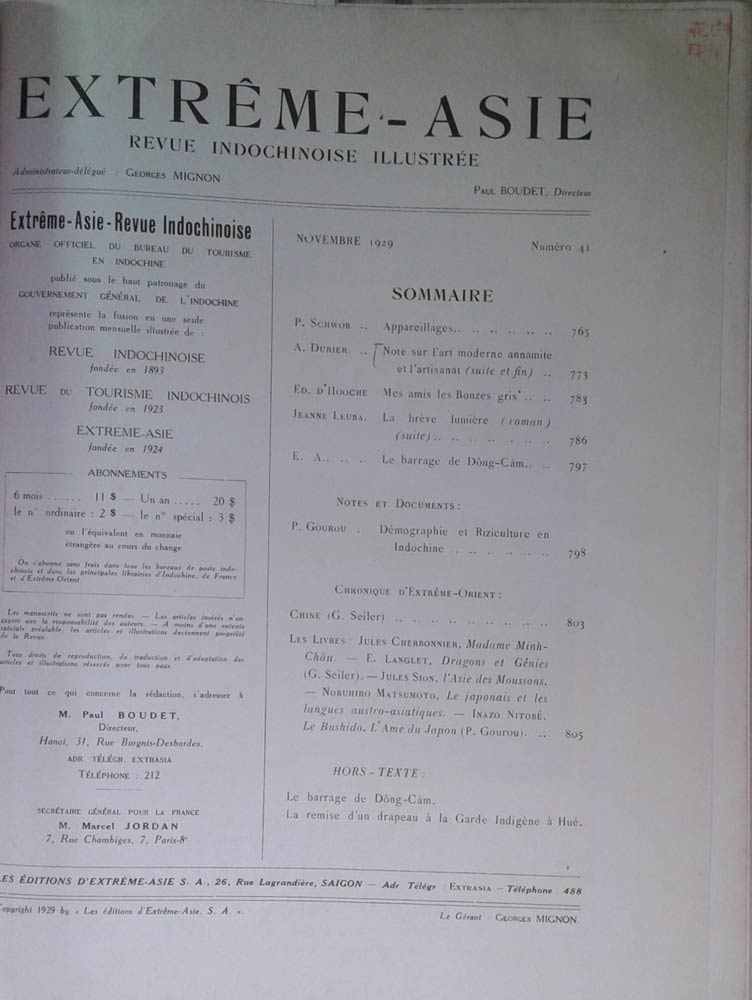 EXTRÊME-ASIE
REVUE INDOCHINOISE ILLUSTRÉE
Administrateur-délégué : GEORGES MIGNON
PAUL BOUDET, Directeur
Extrême-Asie-Revue Indochinoise
ORGANE OFFICIEL DU BUREAU DU TOURISME
EN INDOCHINE
publié sous le haut patronage du
GOUVERNEMENT GÉNÉRAL DE L'INDOCHINE
représente la fusion en une seule
publication mensuelle illustrée de :
REVUE INDOCHINOISE
fondée en 1893
REVUE DU TOURISME INDOCHINOIS
fondée en 1923
EXTREME-ASIE
fondée en 1924
ABONNEMENTS
6 mois ...... 11 $ — Un an ..... 20 $
le n° ordinaire : 2 $ — le n° spécial : 3 $
ou l'équivalent en monnaie
étrangère au cours du change
On s'abonne sans frais dans tous les bureaux de poste indo-
chinois et dans les principales librairies d'Indochine, de France
et d'Extrême-Orient
Les manuscrits ne sont pas rendus — Les articles insérés n'en-
gagent que la responsabilité des auteurs. — A moins d'une entente
spéciale préalable, les articles et illustrations deviennent propriété
de la Revue.
Tous droits de reproduction, de traduction et d'adaptation des
articles et illustrations réservés pour tous pays.
Pour tout ce qui concerne la rédaction, s'adresser à
M. Paul BOUDET,
Directeur,
Hanoi, 31, Rue Borgnis-Desbordes,
ADR. TÉLÉGR. EXTRASIA
TÉLÉPHONE : 212
SECRÉTAIRE GÉNÉRAL POUR LA FRANCE
M. Marcel JORDAN
7, Rue Chambiges, 7, Paris-8e
NOVEMBRE 1929 Numéro 41
SOMMAIRE
P. SCHWOB .. Appareillages.. .. .. .. .. .. 765
A. DURIER. .. Note sur l'art moderne annamite
et l'artisanat (suite et fin) .. 773
ED. D'HOOGHE Mes amis les Bonzes gris .. .. 783
JEANNE LEUBA. La brève lumière (roman)
(suite).. .. .. .. .. .. .. 786
E. A.. .. .. Le barrage de Dông-Câm.. .. 797
NOTES ET DOCUMENTS :
P. GOUROU .. Démographie et Riziculture en
Indochine . .. .. .. .. .. 798
CHRONIQUE D'EXTRÊME-ORIENT :
CHINE (G. Seiler) .. .. .. .. .. .. .. .. .. 803
LES LIVRES : JULES CHERBONNIER, Madame Minh-
Châu. — E. LANGLET, Dragons et Génies
(G. Seiler). — JULES SION, l'Asie des Moussons.
— NOBUHIRO MATSUMOTO, Le japonais et les
langues austro-asiatiques. — INAZO NITOBÉ.
Le Bushido. L'Ame du Japon (P. Gourou). .. 805
HORS-TEXTE :
Le barrage de Dông-Câm.
La remise d'un drapeau à la Garde Indigène à Hué.
LES ÉDITIONS D'EXTRÊME-ASIE S. A., 26, Rue Lagrandière, SAIGON — Adr Télégr : EXTRASIA — Téléphone : 488
Copyright 1929 by « Les éditions d'Extrême-Asie. S. A. ».
Le Gérant GEORGES MIGNON.